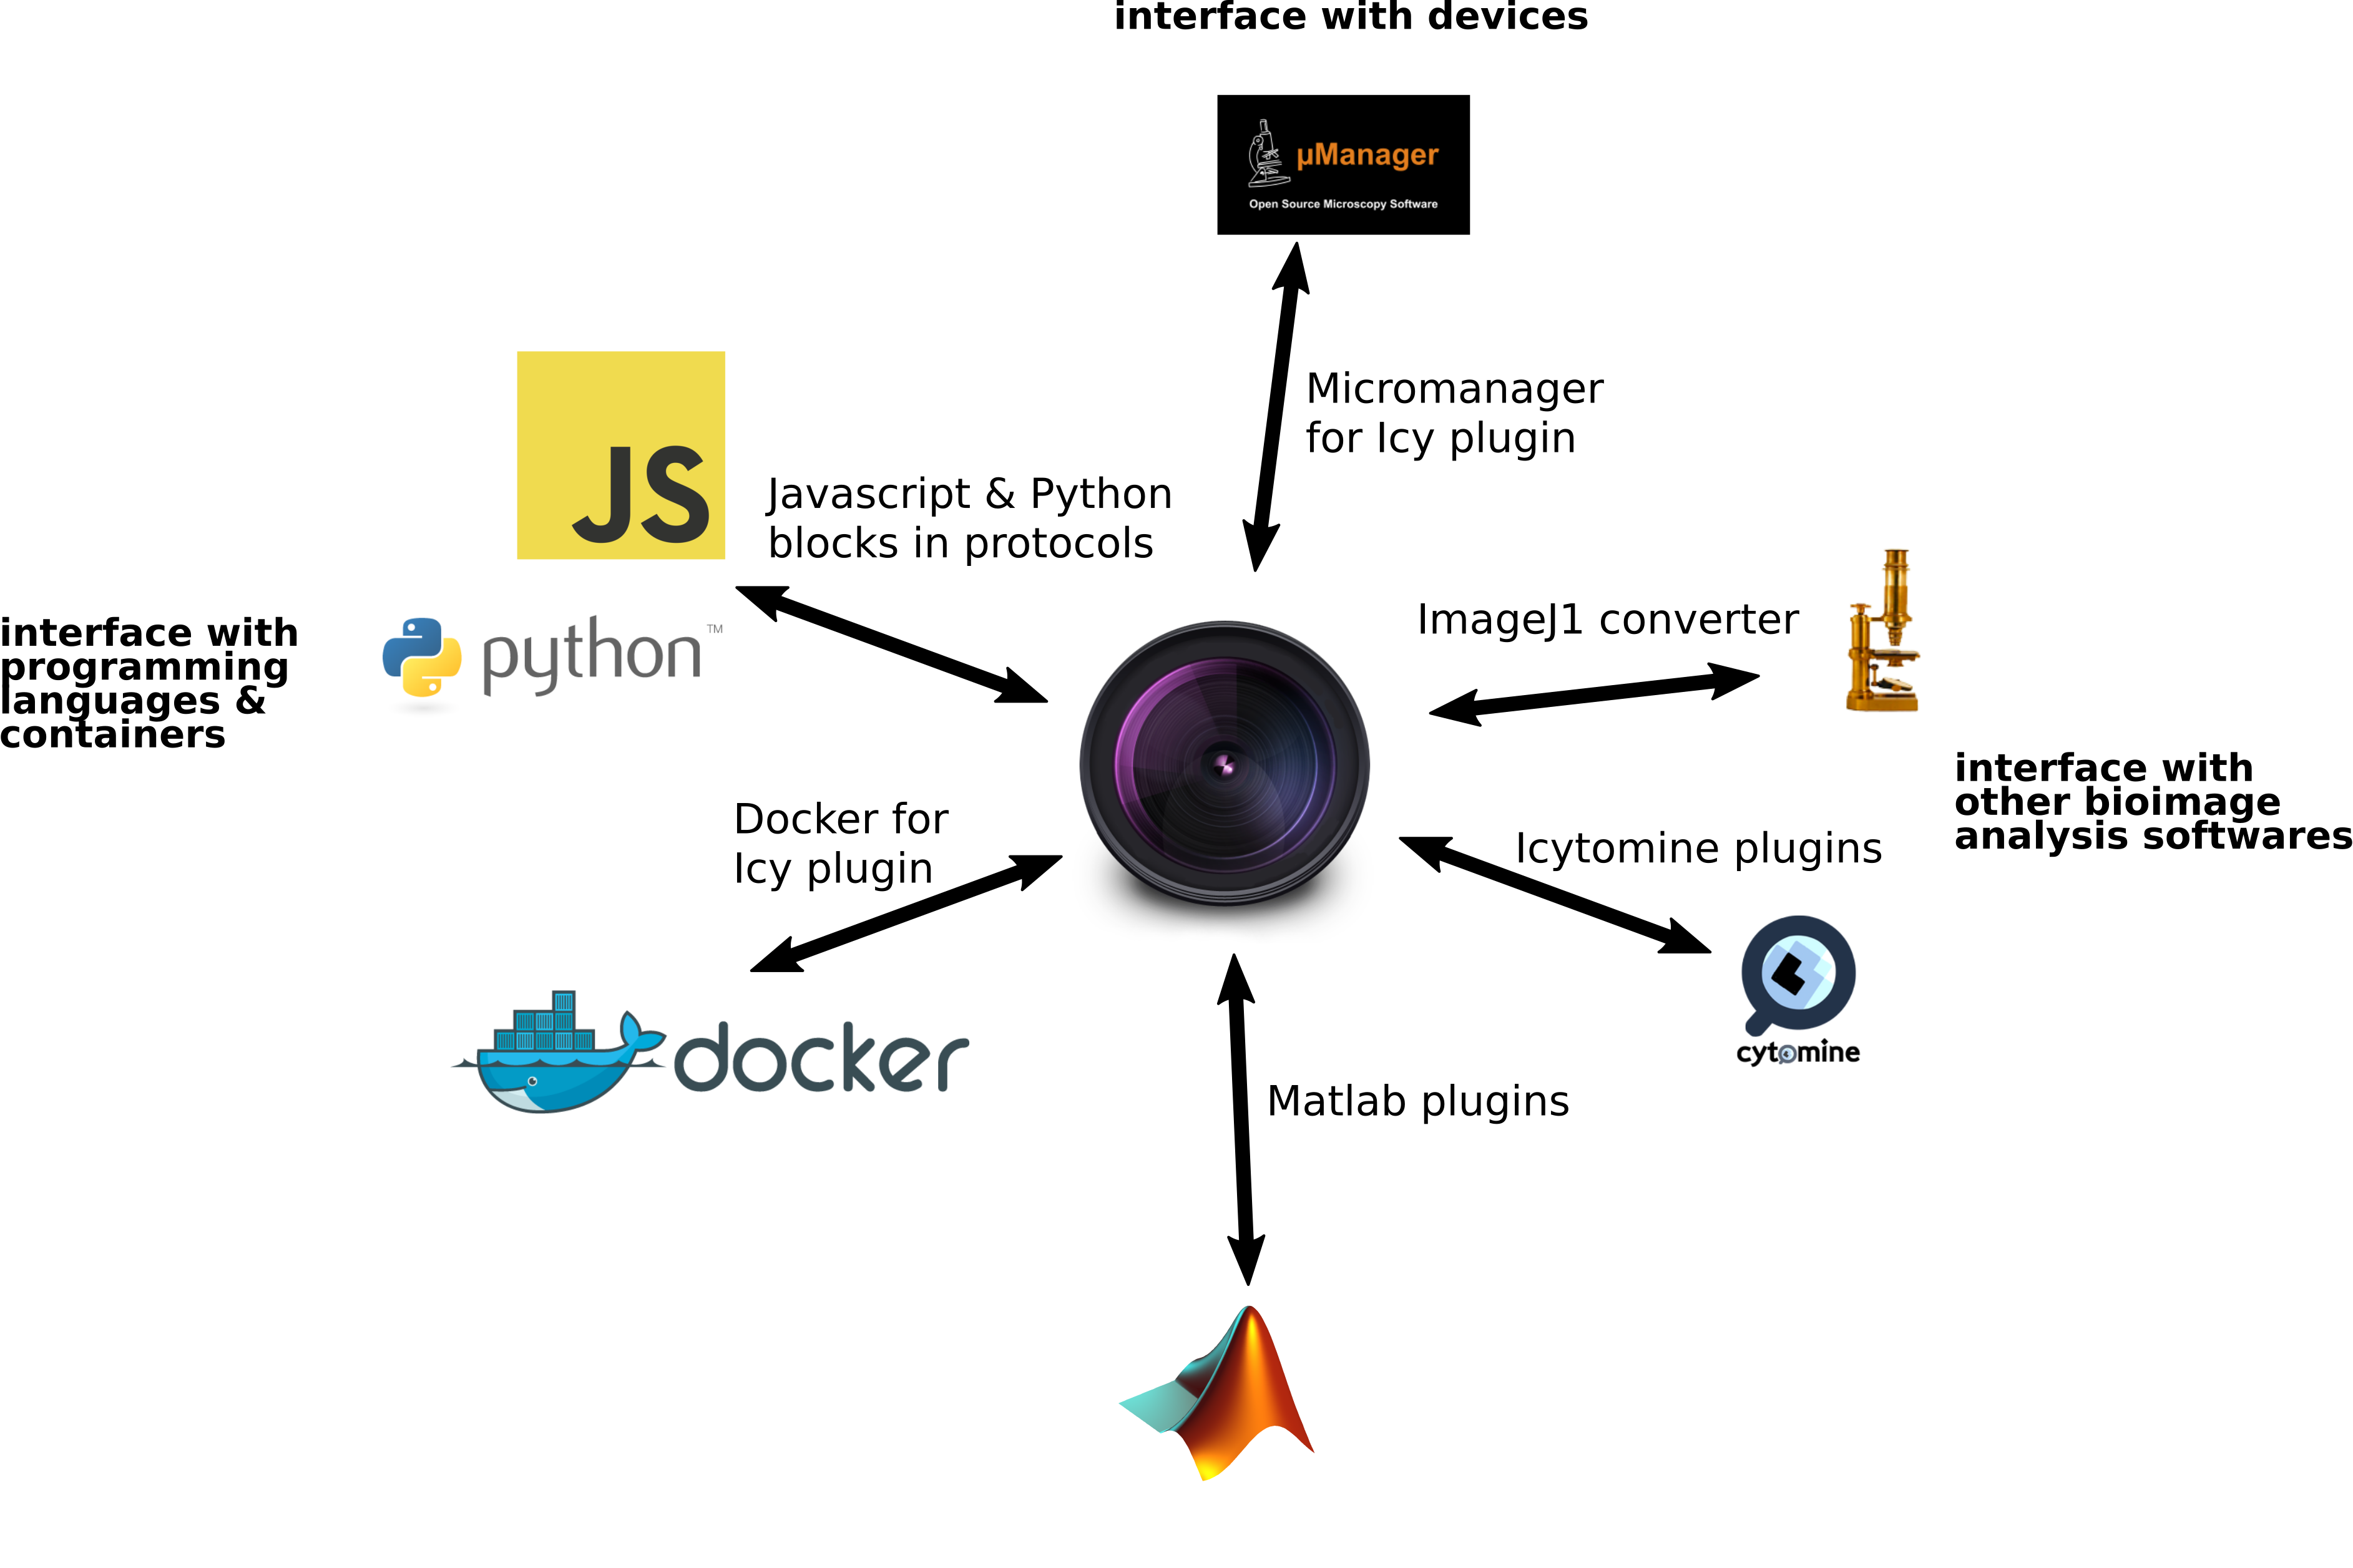 interface with devices
µManager
Open Source Microscopy Software
Micromanager
for Icy plugin
JS
Javascript & Python
blocks in protocols
interface with
programming
languages &
containers
python™
ImageJ1 converter
interface with
other bioimage
analysis softwares
Docker for
Icy plugin
Icytomine plugins
docker
cytomine
Matlab plugins